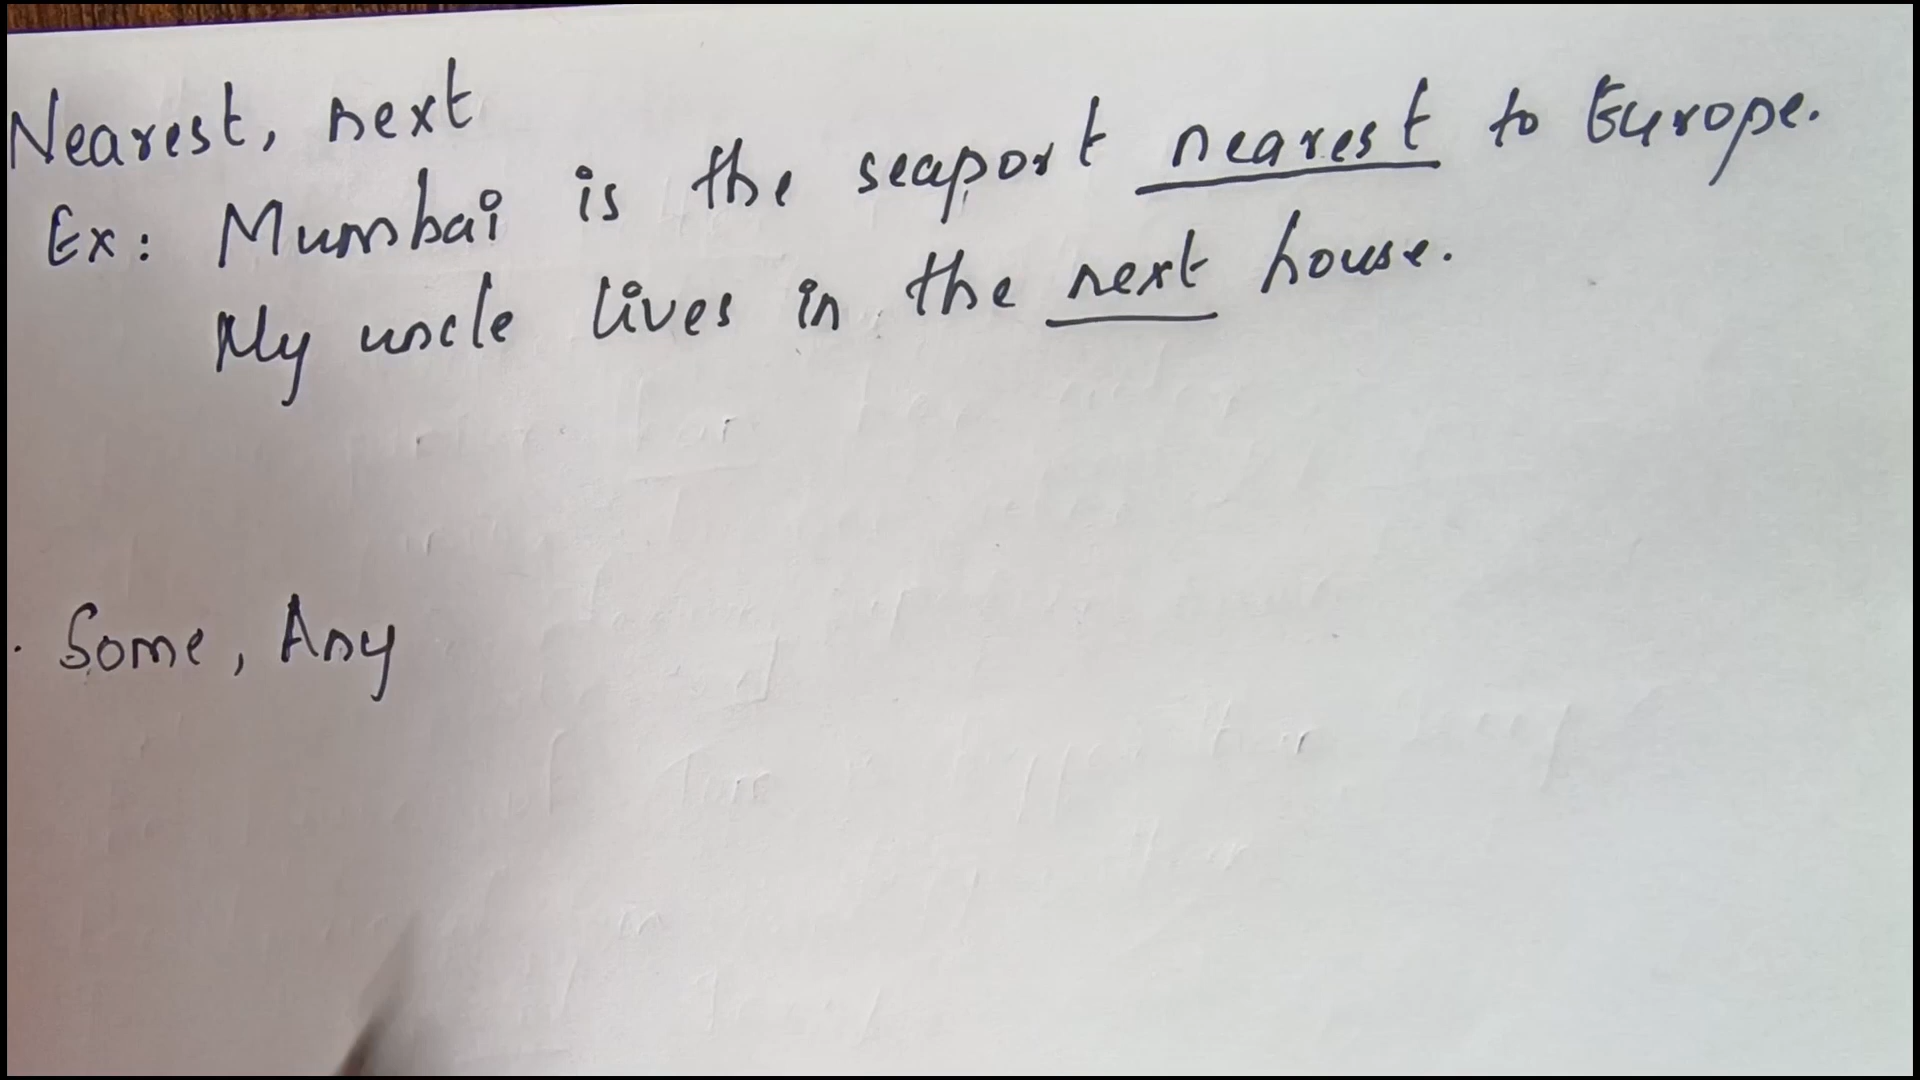 Nearest, next
Ex: Mumbai is the seaport nearest to Europe.
My uncle lives in the next house.
. Some, Any